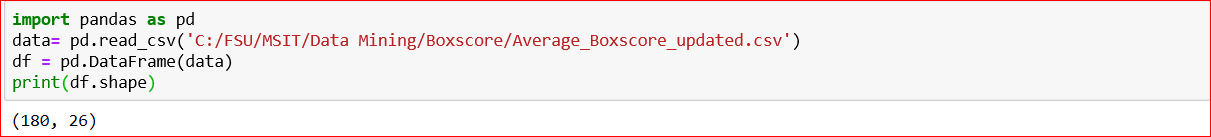 import pandas as pd
data= pd.read_csv('C:/FSU/MSIT/Data Mining/Boxscore/Average_Boxscore_updated.csv')
df = pd.DataFrame(data)
print(df.shape)
(180, 26)